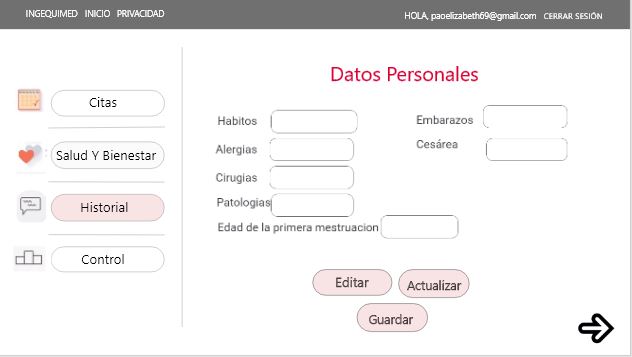 INGEQUIMED INICIO PRIVACIDAD
HOLA, paoelizabeth69@gmail.com CERRAR SESIÓN
Citas
Salud Y Bienestar
Historial
Control
Datos Personales
Habitos
Alergias
Cirugias
Patologias
Edad de la primera mestruacion
Embarazos
Cesárea
Editar
Actualizar
Guardar